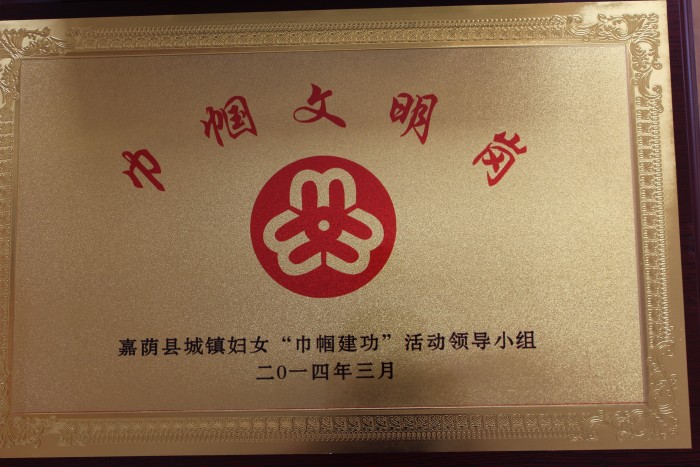 巾帼文明岗
嘉荫县城镇妇女“巾帼建功”活动领导小组
二〇一四年三月